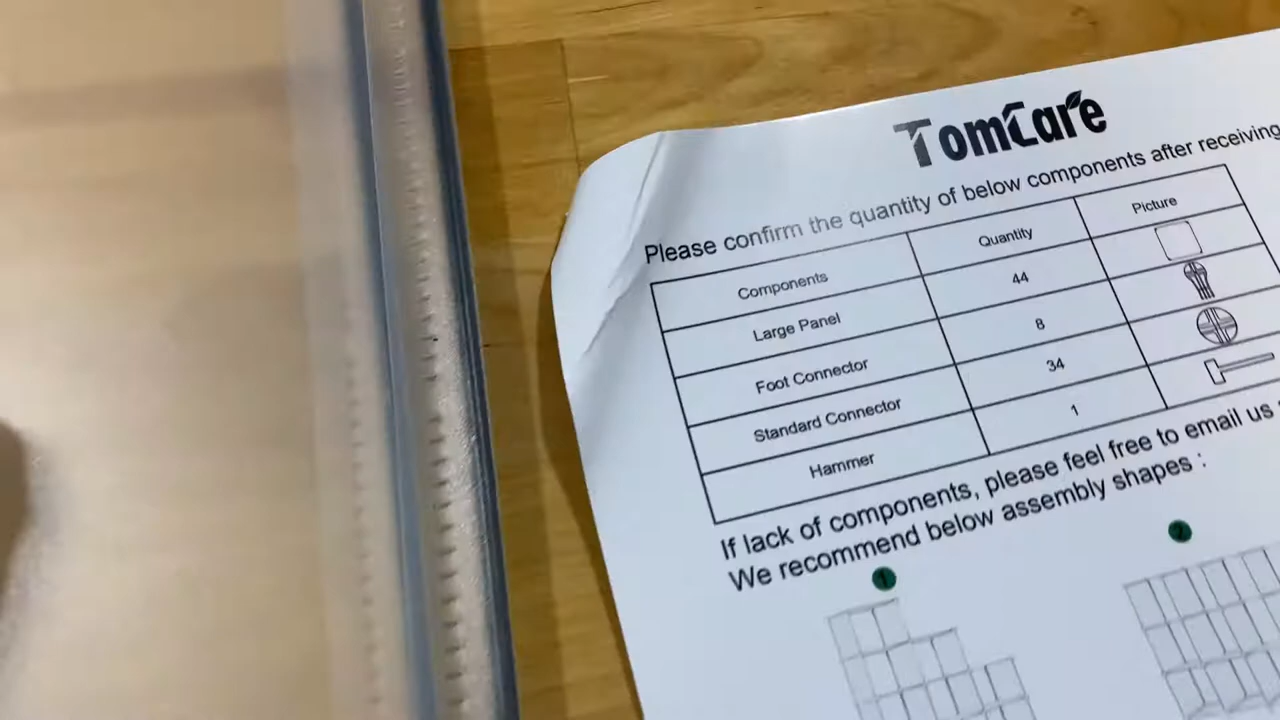 TomCare
Please confirm the quantity of below components after receiving
Components Quantity Picture
Large Panel 44
Foot Connector 8
Standard Connector 34
Hammer 1
If lack of components, please feel free to email us
We recommend below assembly shapes :
1 2